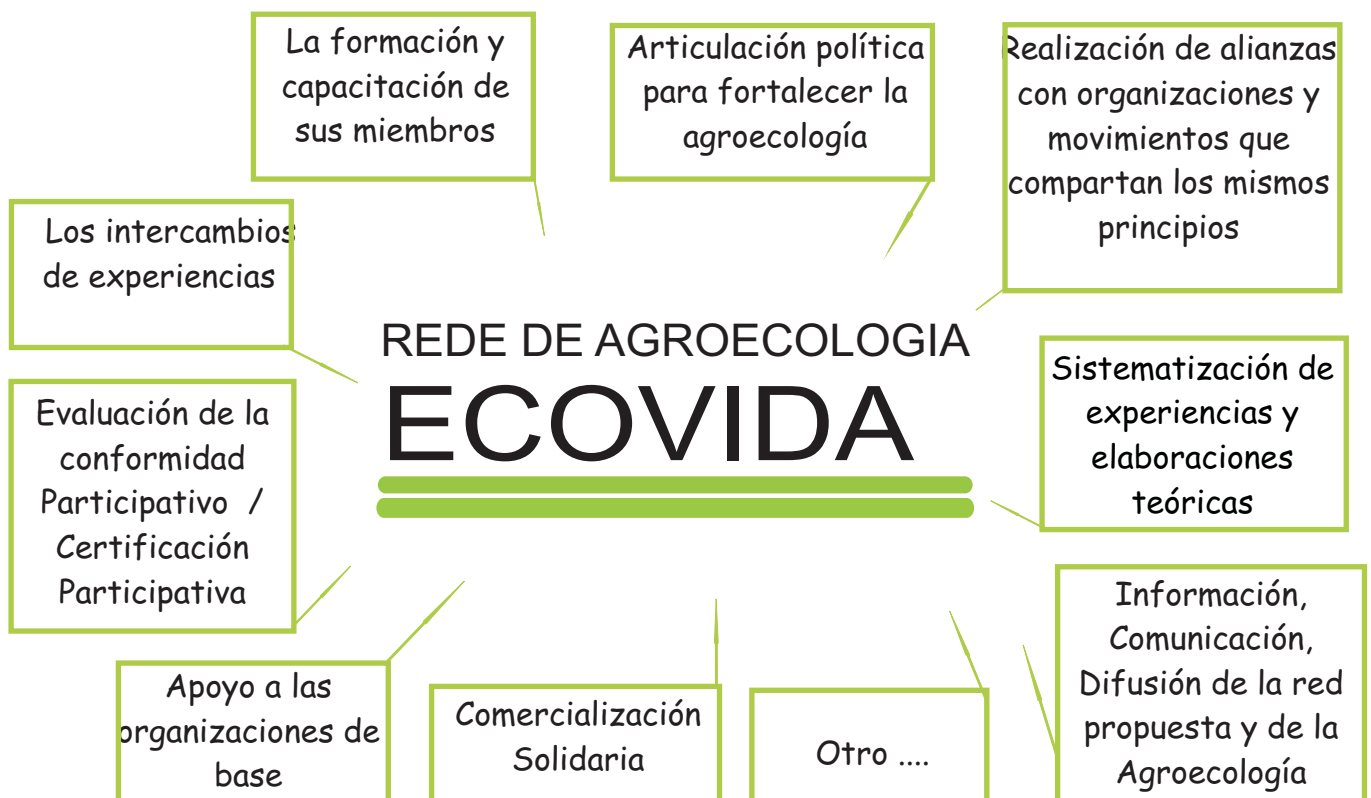 La formación y
capacitación de
sus miembros
Articulación política
para fortalecer la
agroecología
Realización de alianzas
con organizaciones y
movimientos que
compartan los mismos
principios
Los intercambios
de experiencias
REDE DE AGROECOLOGIA
ECOVIDA
Sistematización de
experiencias y
elaboraciones
teóricas
Evaluación de la
conformidad
Participativo /
Certificación
Participativa
Información,
Comunicación,
Difusión de la red
propuesta y de la
Agroecología
Apoyo a las
organizaciones de
base
Comercialización
Solidaria
Otro ....